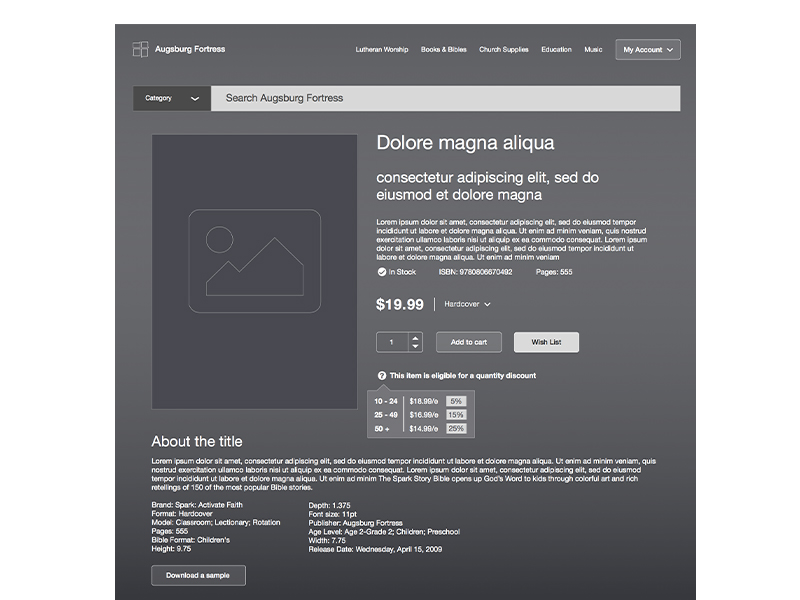 Augsburg Fortress
Lutheran Worship Books & Bibles Church Supplies Education Music My Account
Category Search Augsburg Fortress
Dolore magna aliqua
consectetur adipiscing elit, sed do
eiusmod et dolore magna
Lorem ipsum dolor sit amet, consectetur adipiscing elit, sed do eiusmod tempor
incididunt ut labore et dolore magna aliqua. Ut enim ad minim veniam, quis nostrud
exercitation ullamco laboris nisi ut aliquip ex ea commodo consequat. Lorem ipsum
dolor sit amet, consectetur adipiscing elit, sed do eiusmod tempor incididunt ut
labore et dolore magna aliqua. Ut enim ad minim veniam
In Stock ISBN: 9780806670492 Pages: 555
$19.99 Hardcover
1 Add to cart Wish List
? This item is eligible for a quantity discount
10 - 24 $18.99/e 5%
25 - 49 $16.99/e 15%
50 + $14.99/e 25%
About the title
Lorem ipsum dolor sit amet, consectetur adipiscing elit, sed do eiusmod tempor incididunt ut labore et dolore magna aliqua. Ut enim ad minim veniam, quis
nostrud exercitation ullamco laboris nisi ut aliquip ex ea commodo consequat. Lorem ipsum dolor sit amet, consectetur adipiscing elit, sed do eiusmod
tempor incididunt ut labore et dolore magna aliqua. Ut enim ad minim The Spark Story Bible opens up God's Word to kids through colorful art and rich
retellings of 150 of the most popular Bible stories.
Brand: Spark: Activate Faith
Format: Hardcover
Model: Classroom; Lectionary; Rotation
Pages: 555
Bible Format: Children's
Height: 9.75
Depth: 1.375
Font size: 11pt
Publisher: Augsburg Fortress
Age Level: Age 2-Grade 2; Children; Preschool
Width: 7.75
Release Date: Wednesday, April 15, 2009
Download a sample